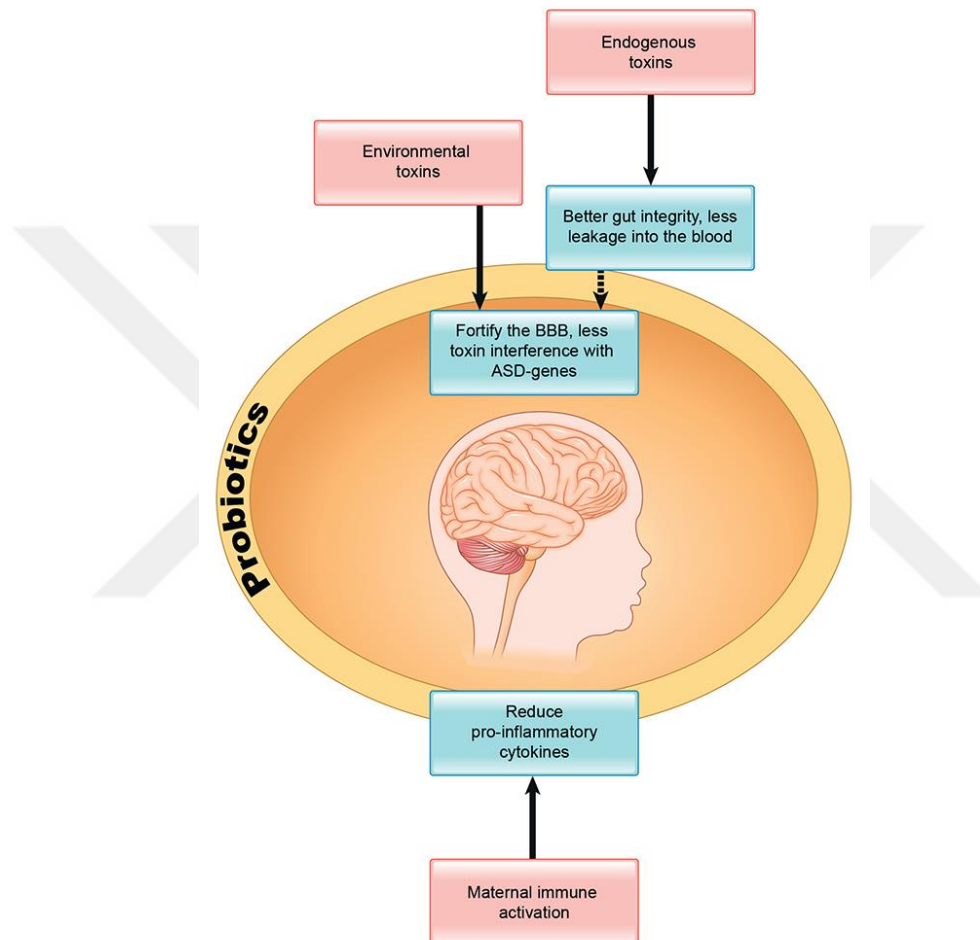 Endogenous
toxins
Environmental
toxins
Better gut integrity, less
leakage into the blood
Fortify the BBB, less
toxin interference with
ASD-genes
Probiotics
Reduce
pro-inflammatory
cytokines
Maternal immune
activation